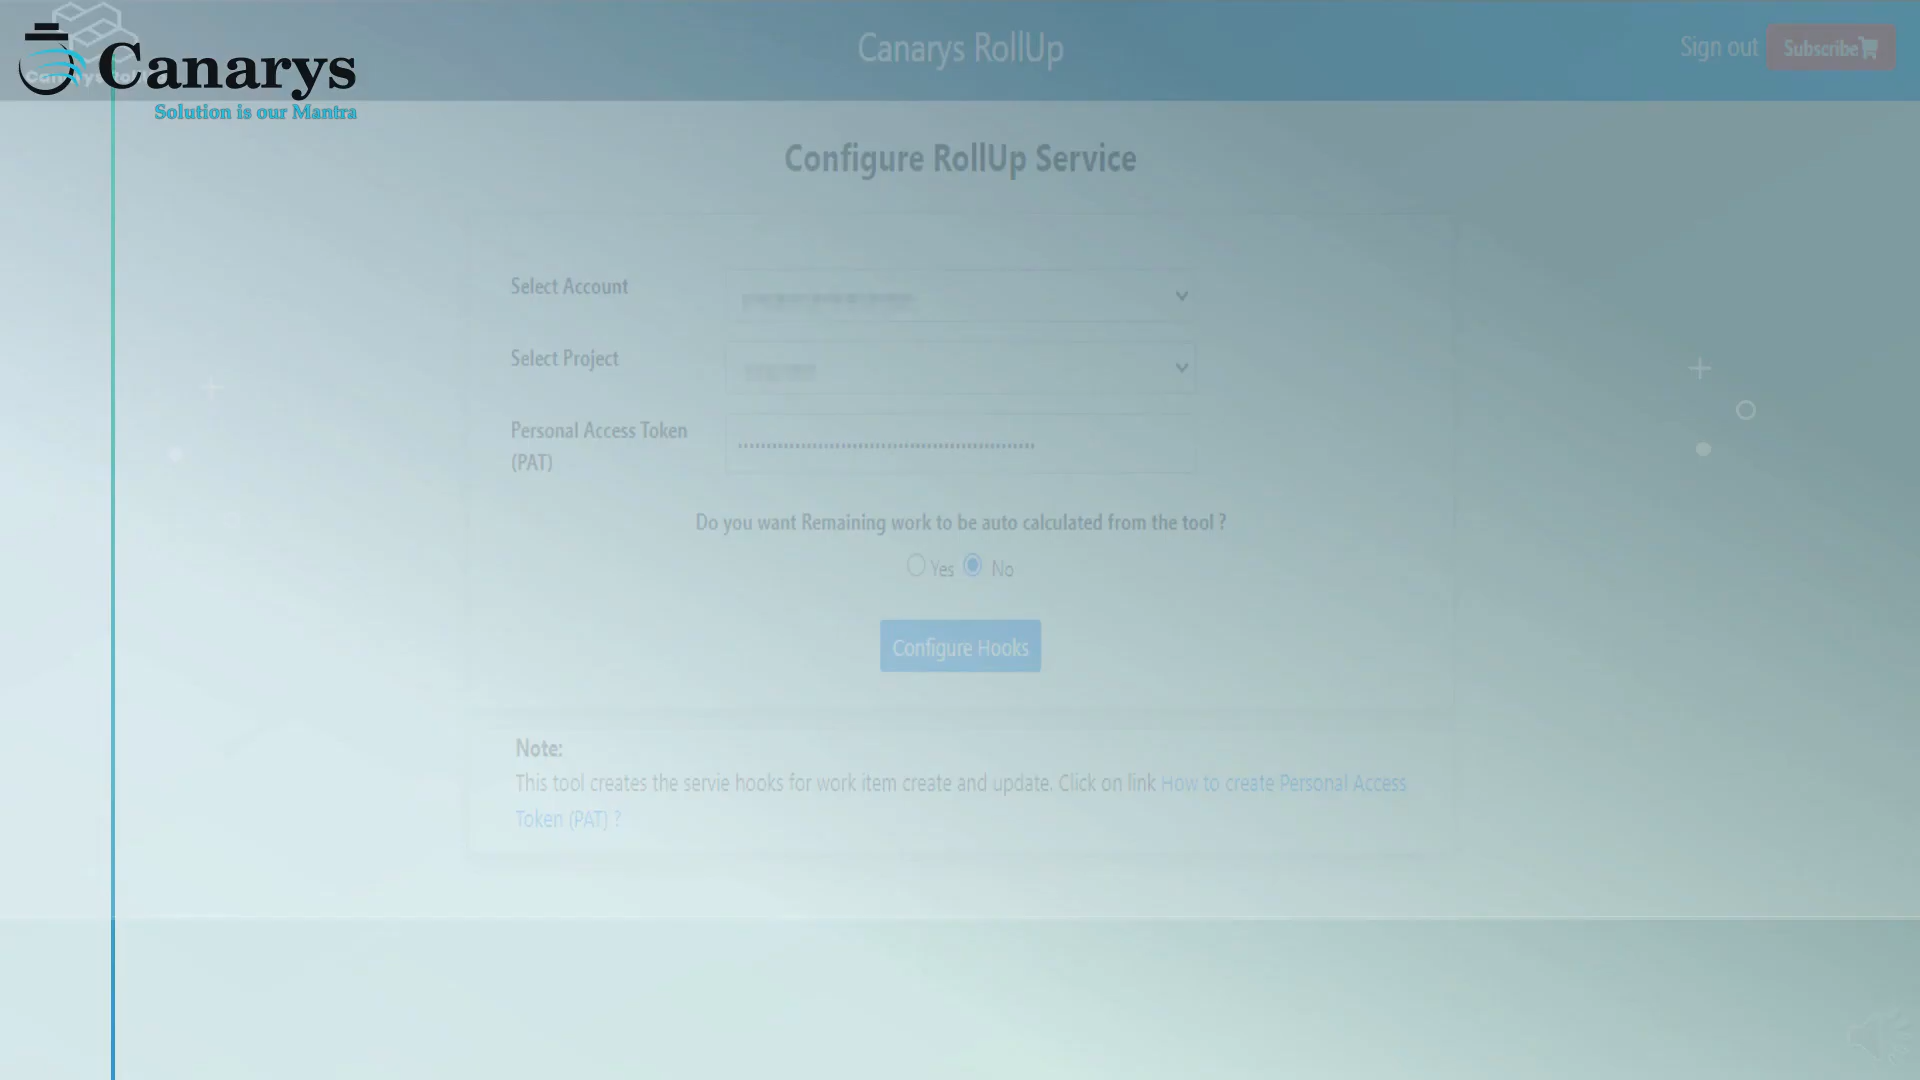 Canarys
Solution is our Mantra
Canarys RollUp
Sign out
Subscribe
Configure RollUp Service
Select Account
Select Project
Personal Access Token
(PAT)
Do you want Remaining work to be auto calculated from the tool ?
Yes No
Configure Hooks
Note:
This tool creates the servie hooks for work item create and update. Click on link How to create Personal Access
Token (PAT) ?